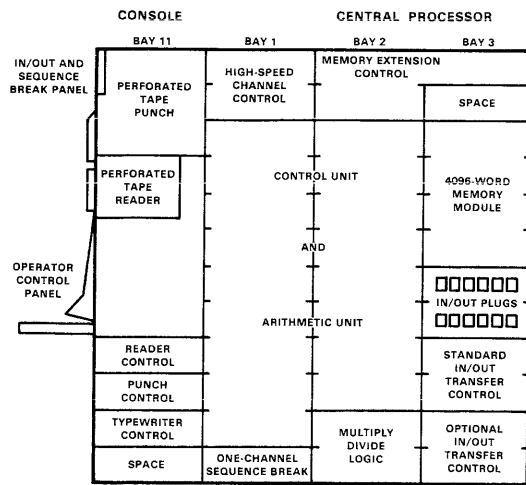 CONSOLE
CENTRAL PROCESSOR
BAY 11
BAY 1
BAY 2
BAY 3
IN/OUT AND
SEQUENCE
BREAK PANEL
PERFORATED
TAPE
PUNCH
HIGH-SPEED
CHANNEL
CONTROL
MEMORY EXTENSION
CONTROL
SPACE
PERFORATED
TAPE
READER
CONTROL UNIT
AND
ARITHMETIC UNIT
4096-WORD
MEMORY
MODULE
OPERATOR
CONTROL
PANEL
IN/OUT PLUGS
READER
CONTROL
PUNCH
CONTROL
TYPEWRITER
CONTROL
SPACE
ONE-CHANNEL
SEQUENCE BREAK
MULTIPLY
DIVIDE
LOGIC
STANDARD
IN/OUT
TRANSFER
CONTROL
OPTIONAL
IN/OUT
TRANSFER
CONTROL